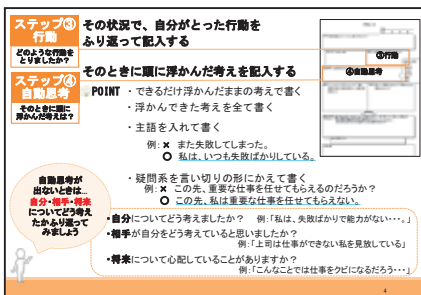 ステップ③
行動
どのような行動を
とりましたか？
その状況で、自分がとった行動を
ふり返って記入する
ステップ④
自動思考
そのときに頭に
浮かんだ考えは？
そのときに頭に浮かんだ考えを記入する
POINT ・できるだけ浮かんだままの考えで書く
・浮かんできた考えを全て書く
・主語を入れて書く
例：× また失敗してしまった。
○ 私は、いつも失敗ばかりしている。
・疑問系を言い切りの形にかえて書く
例：× この先、重要な仕事を任せてもらえるのだろうか？
○ この先、私は重要な仕事を任せてもらえない。
自動思考が
出ないときは…
自分・相手・将来
についてどう考え
たかふり返って
みましょう
・自分についてどう考えましたか？ 例：「私は、失敗ばかりで能力がない・・・。」
・相手が自分をどう考えていると思いましたか？
例：「上司は仕事ができない私を見放している」
・将来について心配していることがありますか？
例：「こんなことでは仕事をクビになるだろう・・・」
③行動
④自動思考
4